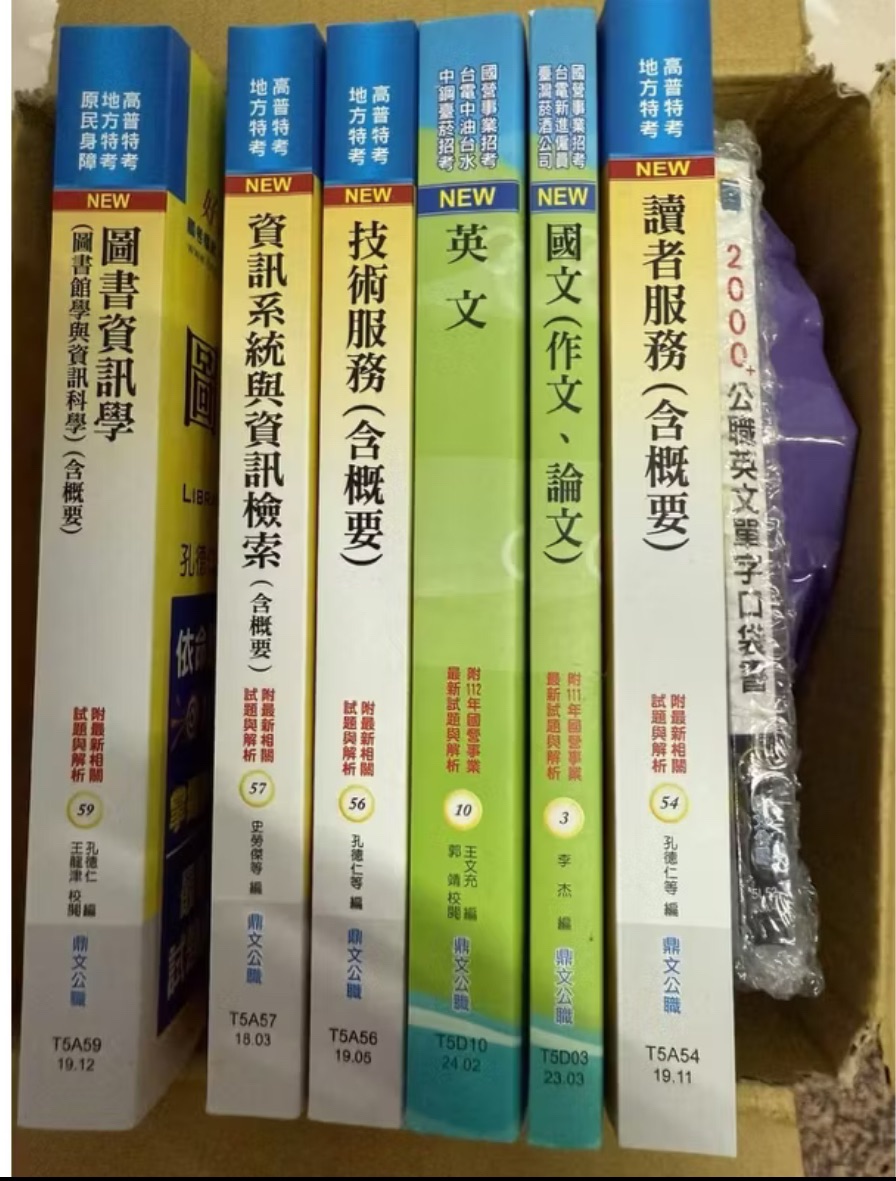 高普特考
地方特考
原民身障
NEW
圖書資訊學
(圖書館學與資訊科學)(含概要)
附最新相關
試題與解析
59
孔德仁 編
王龍津 校閱
鼎文公職
T5A59
19.12
圖
LIBRA
孔德
高普特考
地方特考
NEW
資訊系統與資訊檢索(含概要)
附最新相關
試題與解析
57
史勞傑等 編
鼎文公職
T5A57
18.03
高普特考
地方特考
NEW
技術服務(含概要)
附最新相關
試題與解析
56
孔德仁等 編
鼎文公職
T5A56
19.05
國營事業招考
台電中油台水
中鋼臺菸招考
NEW
英文
附112年國營事業
最新試題與解析
10
王文充 編
郭靖 校閱
鼎文公職
T5D10
24.02
國營事業招考
台電新進僱員
臺灣菸酒公司
NEW
國文(作文、論文)
附111年國營事業
最新試題與解析
3
李杰 編
鼎文公職
T5D03
23.03
高普特考
地方特考
NEW
讀者服務(含概要)
附最新相關
試題與解析
54
孔德仁等 編
鼎文公職
T5A54
19.11
2000+公職英文單字口袋書